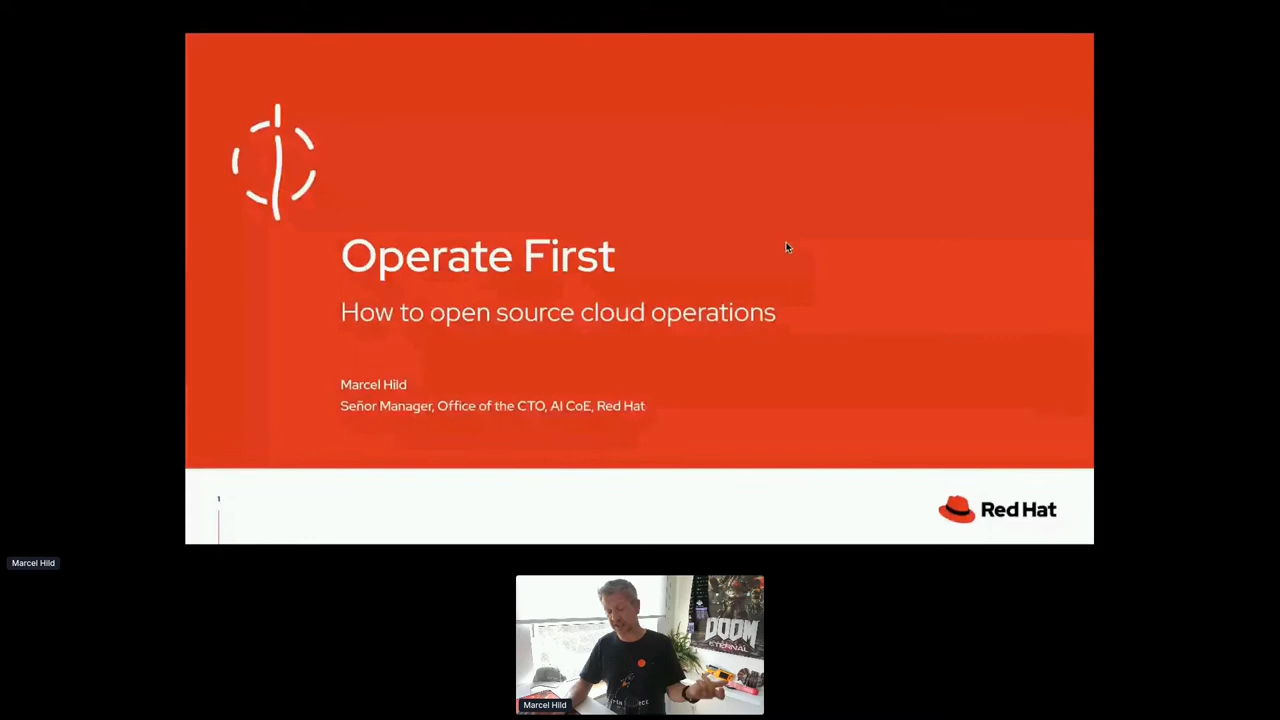 Operate First
How to open source cloud operations
Marcel Hild
Señor Manager, Office of the CTO, AI CoE, Red Hat
1
Red Hat
Marcel Hild
DOOM
ETERNAL
Marcel Hild